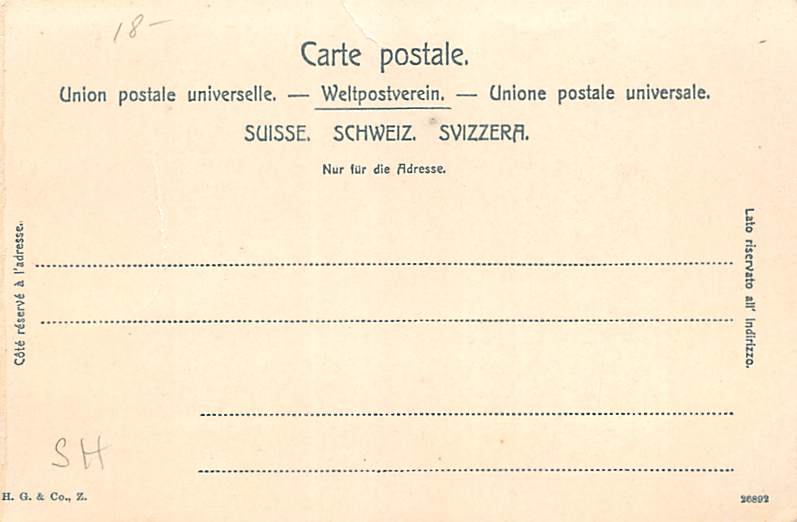 18-
Carte postale.
Union postale universelle. — Weltpostverein. — Unione postale universale.
SUISSE. SCHWEIZ. SVIZZERA.
Nur für die Adresse.
Côté réservé à l'adresse.
Lato riservato all' Indirizzo.
SH
H. G. & Co., Z.
26892